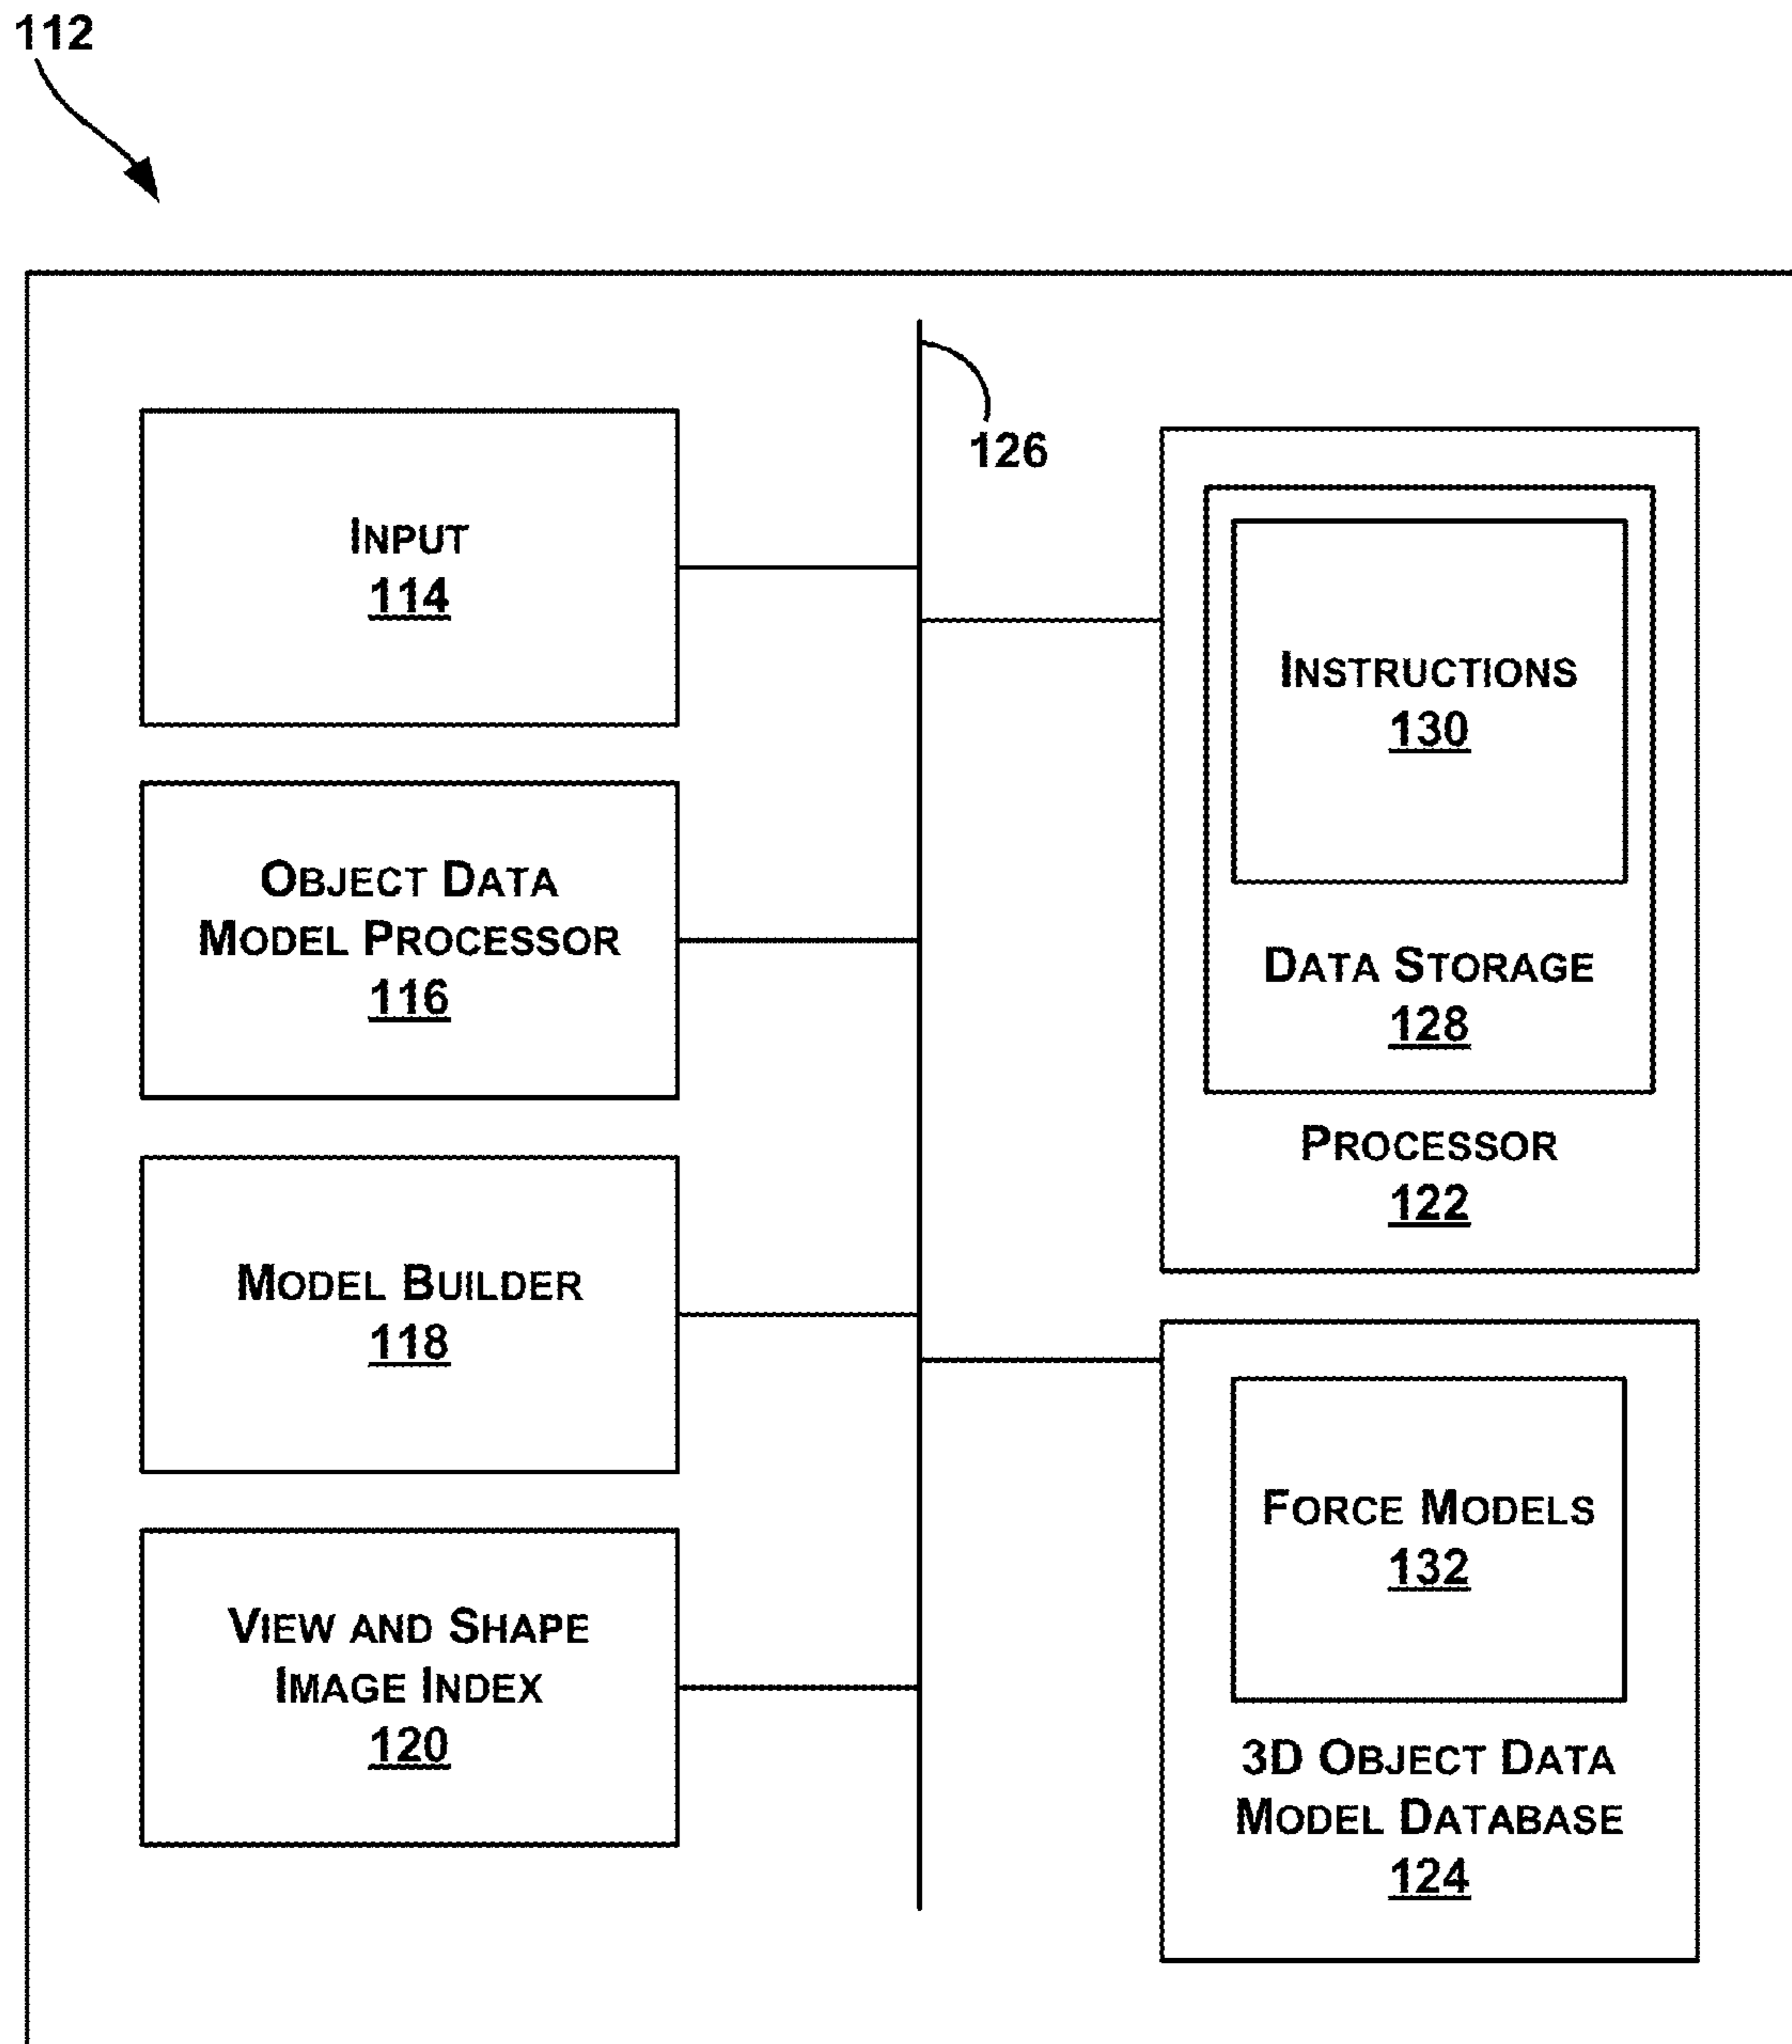 112
126
INPUT
114
OBJECT DATA
MODEL PROCESSOR
116
MODEL BUILDER
118
VIEW AND SHAPE
IMAGE INDEX
120
INSTRUCTIONS
130
DATA STORAGE
128
PROCESSOR
122
FORCE MODELS
132
3D OBJECT DATA
MODEL DATABASE
124